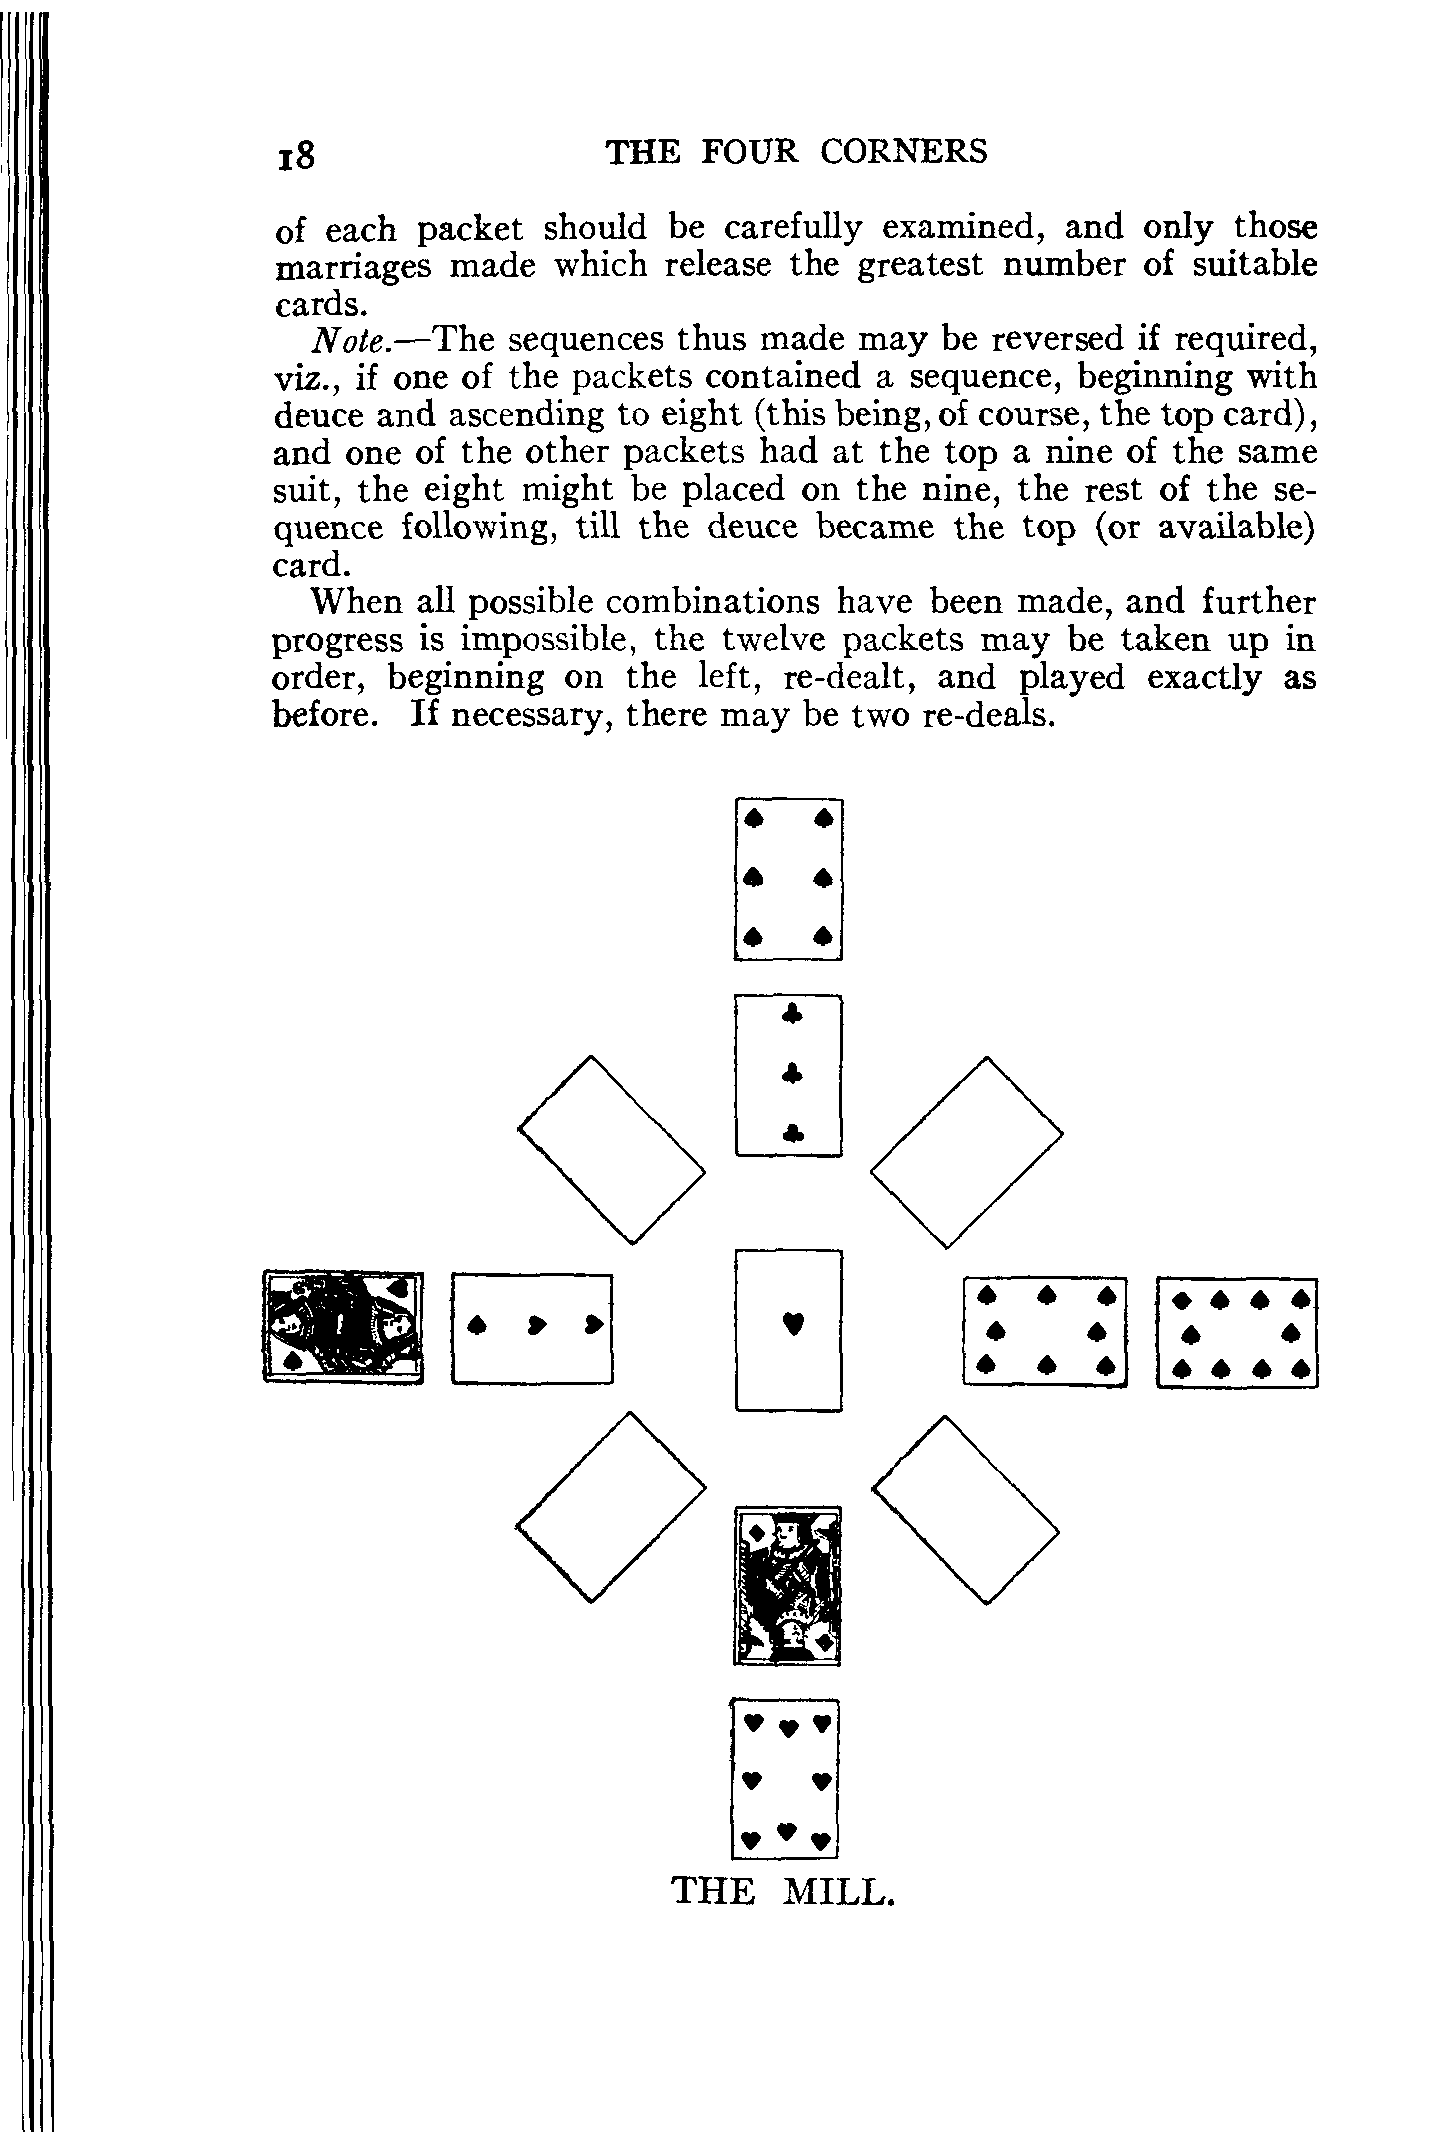 18 THE FOUR CORNERS
of each packet should be carefully examined, and only those
marriages made which release the greatest number of suitable
cards.
Note.—The sequences thus made may be reversed if required,
viz., if one of the packets contained a sequence, beginning with
deuce and ascending to eight (this being, of course, the top card),
and one of the other packets had at the top a nine of the same
suit, the eight might be placed on the nine, the rest of the se-
quence following, till the deuce became the top (or available)
card.
When all possible combinations have been made, and further
progress is impossible, the twelve packets may be taken up in
order, beginning on the left, re-dealt, and played exactly as
before. If necessary, there may be two re-deals.
THE MILL.